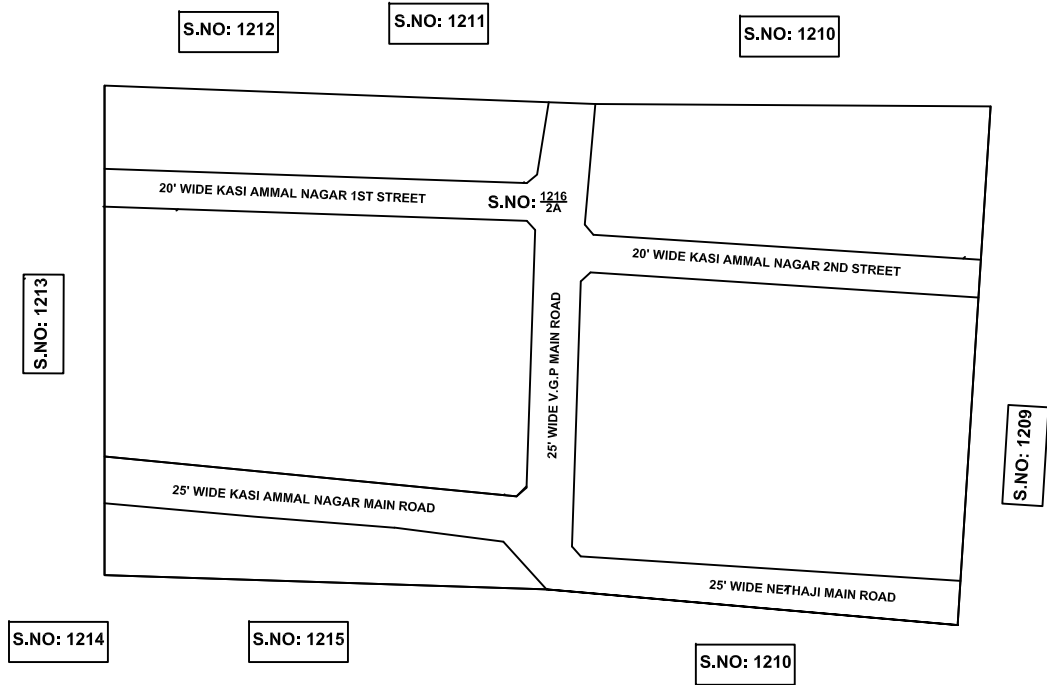 S.NO: 1212
S.NO: 1211
S.NO: 1210
20' WIDE KASI AMMAL NAGAR 1ST STREET
S.NO: 1216/2A
20' WIDE KASI AMMAL NAGAR 2ND STREET
S.NO: 1213
25' WIDE V.G.P MAIN ROAD
S.NO: 1209
25' WIDE KASI AMMAL NAGAR MAIN ROAD
25' WIDE NETHAJI MAIN ROAD
S.NO: 1214
S.NO: 1215
S.NO: 1210